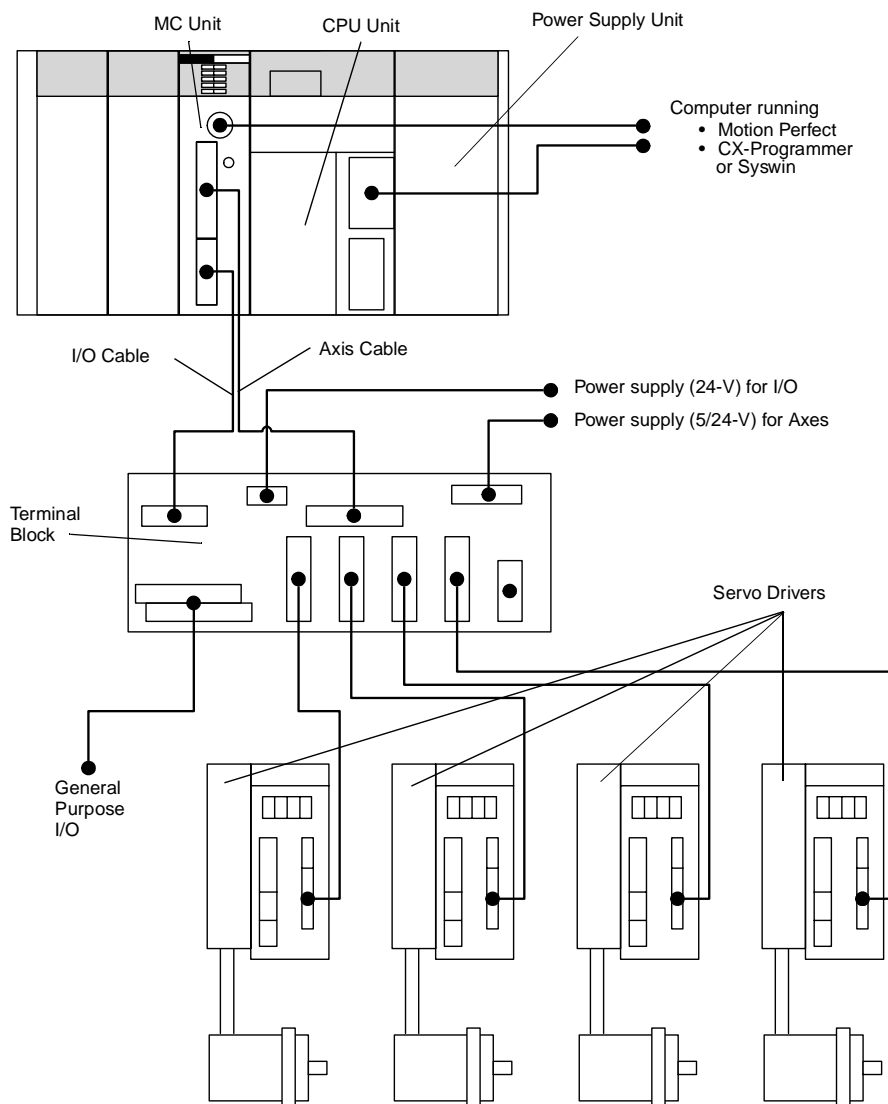 MC Unit
CPU Unit
Power Supply Unit
Computer running
• Motion Perfect
• CX-Programmer
or Syswin
I/O Cable
Axis Cable
Power supply (24-V) for I/O
Power supply (5/24-V) for Axes
Terminal
Block
Servo Drivers
General
Purpose
I/O